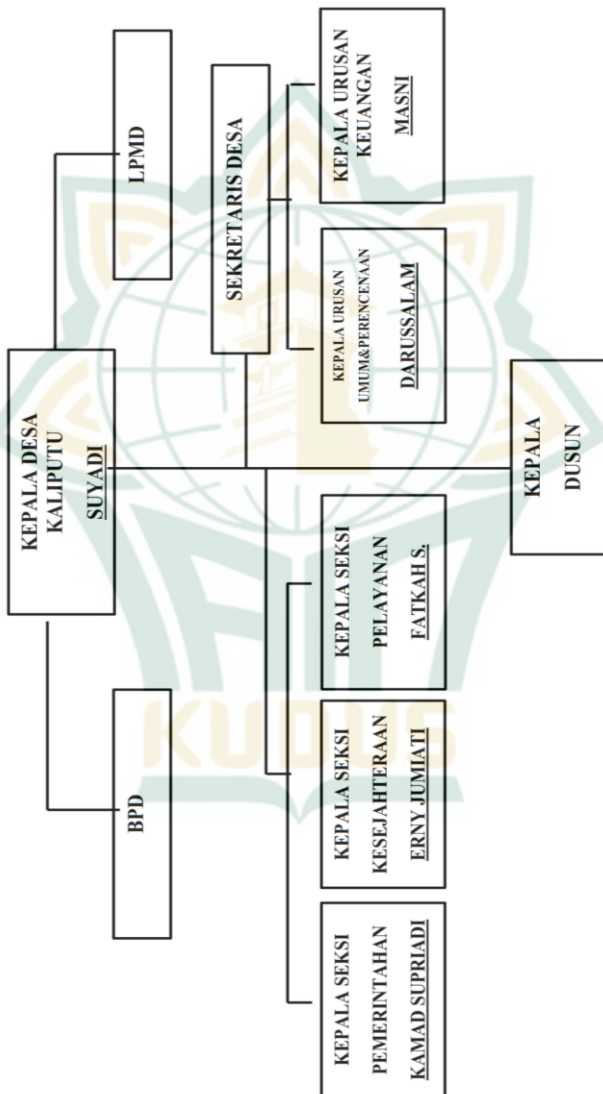 KEPALA DESA
KALIPUTU
SUYADI
BPD
LPMD
SEKRETARIS DESA
KEPALA SEKSI
PEMERINTAHAN
KAMAD SUPRIADI
KEPALA SEKSI
KESEJAHTERAAN
ERNY JUMIATI
KEPALA SEKSI
PELAYANAN
FATKAH S.
KEPALA URUSAN
UMUM&PERENCENAAN
DARUSSALAM
KEPALA URUSAN
KEUANGAN
MASNI
KEPALA
DUSUN
KUDUS